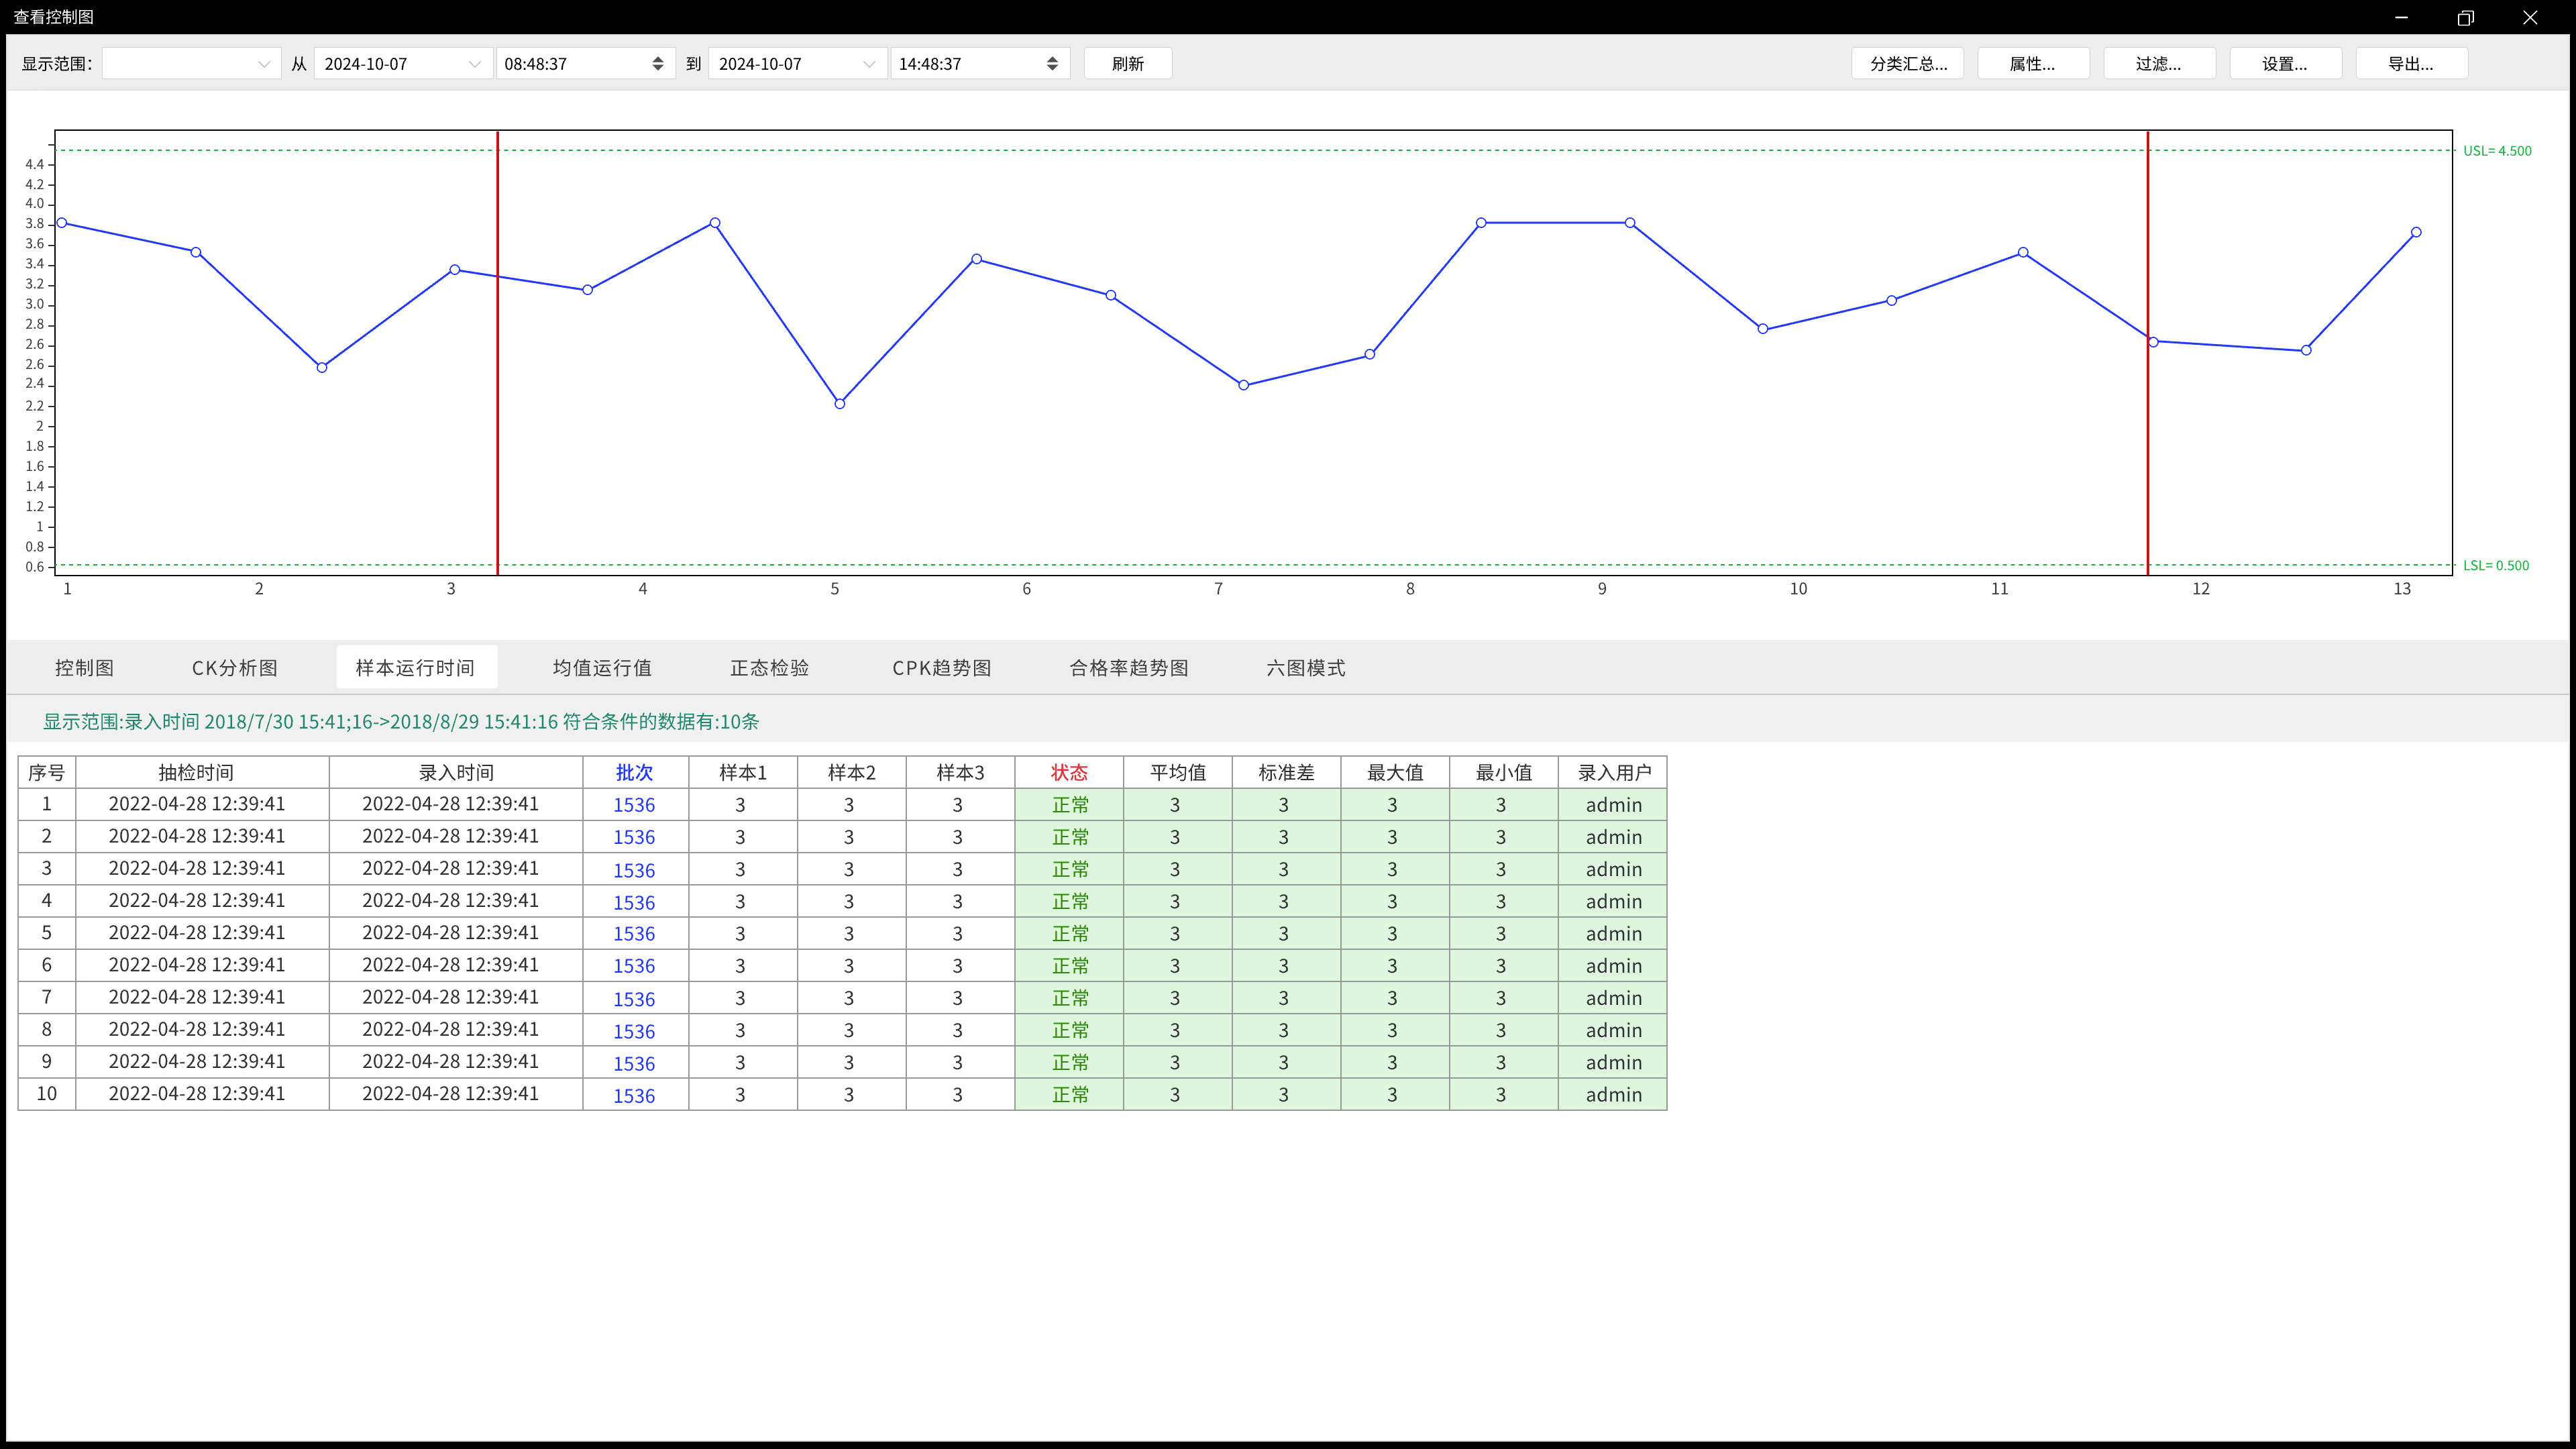 查看控制图
显示范围： 从 2024-10-07 08:48:37 到 2024-10-07 14:48:37 刷新 分类汇总... 属性... 过滤... 设置... 导出...
USL= 4.500
4.4
4.2
4.0
3.8
3.6
3.4
3.2
3.0
2.8
2.6
2.6
2.4
2.2
2
1.8
1.6
1.4
1.2
1
0.8
0.6
LSL= 0.500
1 2 3 4 5 6 7 8 9 10 11 12 13
控制图 CK分析图 样本运行时间 均值运行值 正态检验 CPK趋势图 合格率趋势图 六图模式
显示范围:录入时间 2018/7/30 15:41;16->2018/8/29 15:41:16 符合条件的数据有:10条
序号 抽检时间 录入时间 批次 样本1 样本2 样本3 状态 平均值 标准差 最大值 最小值 录入用户
1 2022-04-28 12:39:41 2022-04-28 12:39:41 1536 3 3 3 正常 3 3 3 3 admin
2 2022-04-28 12:39:41 2022-04-28 12:39:41 1536 3 3 3 正常 3 3 3 3 admin
3 2022-04-28 12:39:41 2022-04-28 12:39:41 1536 3 3 3 正常 3 3 3 3 admin
4 2022-04-28 12:39:41 2022-04-28 12:39:41 1536 3 3 3 正常 3 3 3 3 admin
5 2022-04-28 12:39:41 2022-04-28 12:39:41 1536 3 3 3 正常 3 3 3 3 admin
6 2022-04-28 12:39:41 2022-04-28 12:39:41 1536 3 3 3 正常 3 3 3 3 admin
7 2022-04-28 12:39:41 2022-04-28 12:39:41 1536 3 3 3 正常 3 3 3 3 admin
8 2022-04-28 12:39:41 2022-04-28 12:39:41 1536 3 3 3 正常 3 3 3 3 admin
9 2022-04-28 12:39:41 2022-04-28 12:39:41 1536 3 3 3 正常 3 3 3 3 admin
10 2022-04-28 12:39:41 2022-04-28 12:39:41 1536 3 3 3 正常 3 3 3 3 admin